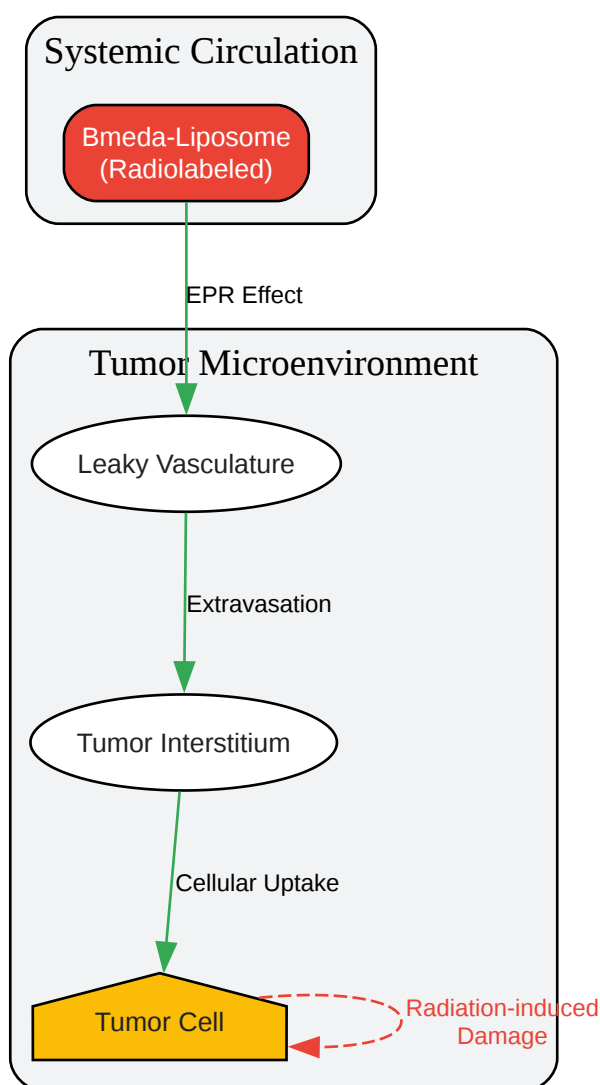 Systemic Circulation
Bmeda-Liposome
(Radiolabeled)
EPR Effect
Tumor Microenvironment
Leaky Vasculature
Extravasation
Tumor Interstitium
Cellular Uptake
Tumor Cell
Radiation-induced
Damage